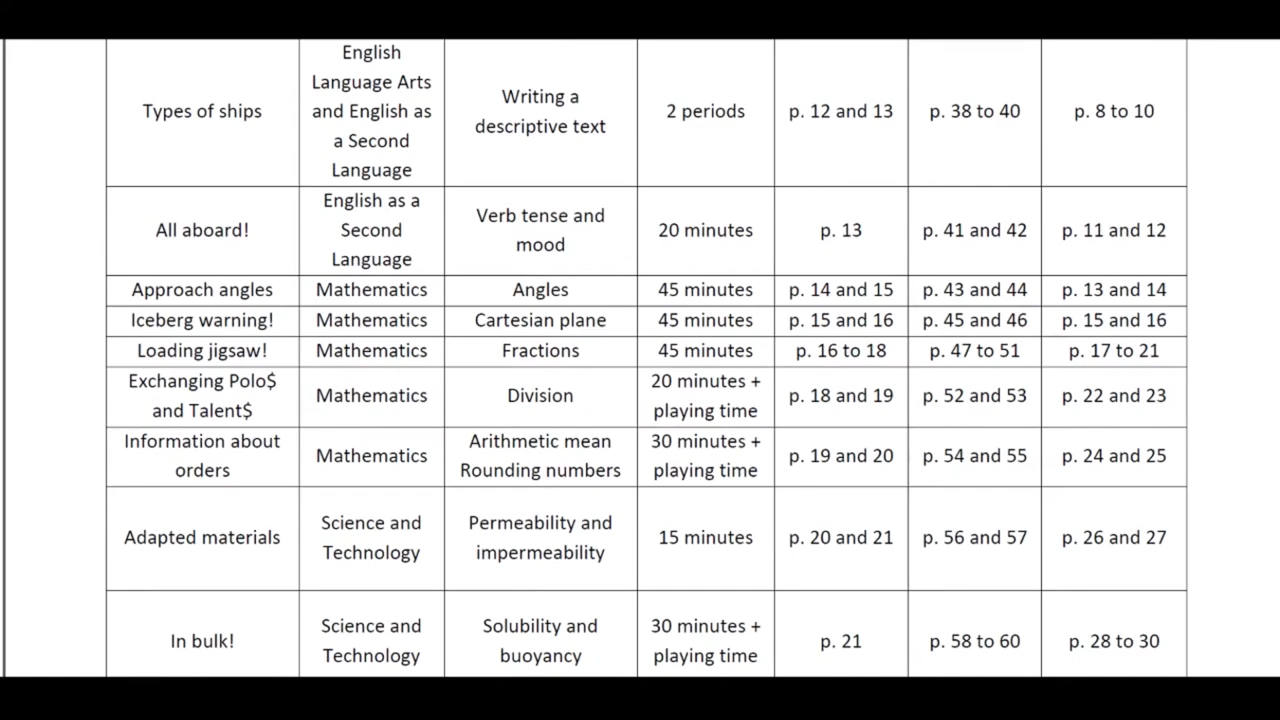 Types of ships
English
Language Arts
and English as
a Second
Language
Writing a
descriptive text
2 periods
p. 12 and 13
p. 38 to 40
p. 8 to 10
All aboard!
English as a
Second
Language
Verb tense and
mood
20 minutes
p. 13
p. 41 and 42
p. 11 and 12
Approach angles
Mathematics
Angles
45 minutes
p. 14 and 15
p. 43 and 44
p. 13 and 14
Iceberg warning!
Mathematics
Cartesian plane
45 minutes
p. 15 and 16
p. 45 and 46
p. 15 and 16
Loading jigsaw!
Mathematics
Fractions
45 minutes
p. 16 to 18
p. 47 to 51
p. 17 to 21
Exchanging Polo$
and Talent$
Mathematics
Division
20 minutes +
playing time
p. 18 and 19
p. 52 and 53
p. 22 and 23
Information about
orders
Mathematics
Arithmetic mean
Rounding numbers
30 minutes +
playing time
p. 19 and 20
p. 54 and 55
p. 24 and 25
Adapted materials
Science and
Technology
Permeability and
impermeability
15 minutes
p. 20 and 21
p. 56 and 57
p. 26 and 27
In bulk!
Science and
Technology
Solubility and
buoyancy
30 minutes +
playing time
p. 21
p. 58 to 60
p. 28 to 30